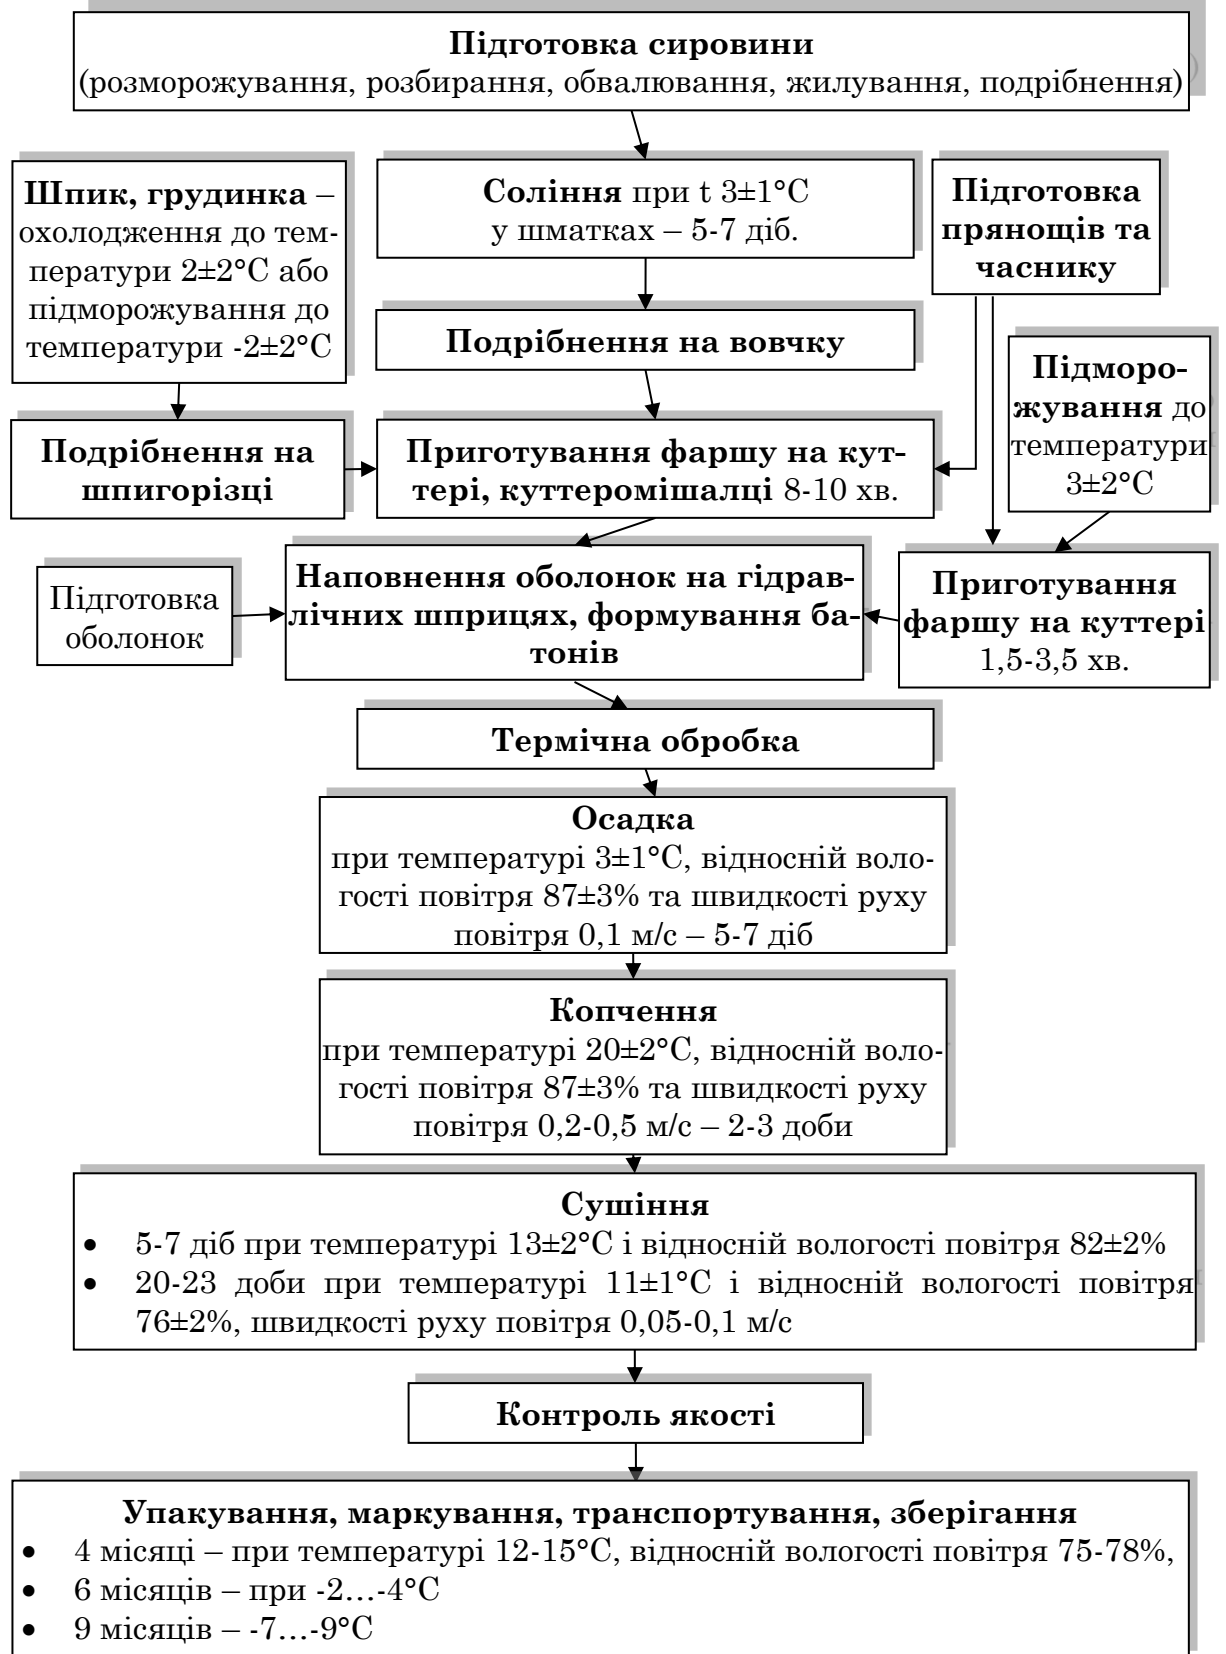 Підготовка сировини
(розморожування, розбирання, обвалювання, жилування, подрібнення)
Шпик, грудинка –
охолодження до тем-
ператури 2±2°С або
підморожування до
температури -2±2°С
Соління при t 3±1°С
у шматках – 5-7 діб.
Підготовка
прянощів та
часнику
Подрібнення на вовчку
Підморо-
жування до
температури
3±2°С
Подрібнення на
шпигорізці
Приготування фаршу на кут-
тері, куттеромішалці 8-10 хв.
Підготовка
оболонок
Наповнення оболонок на гідрав-
лічних шприцях, формування ба-
тонів
Приготування
фаршу на куттері
1,5-3,5 хв.
Термічна обробка
Осадка
при температурі 3±1°С, відносній воло-
гості повітря 87±3% та швидкості руху
повітря 0,1 м/с – 5-7 діб
Копчення
при температурі 20±2°С, відносній воло-
гості повітря 87±3% та швидкості руху
повітря 0,2-0,5 м/с – 2-3 доби
Сушіння
• 5-7 діб при температурі 13±2°С і відносній вологості повітря 82±2%
• 20-23 доби при температурі 11±1°С і відносній вологості повітря
76±2%, швидкості руху повітря 0,05-0,1 м/с
Контроль якості
Упакування, маркування, транспортування, зберігання
• 4 місяці – при температурі 12-15°С, відносній вологості повітря 75-78%,
• 6 місяців – при -2…-4°С
• 9 місяців – -7…-9°С